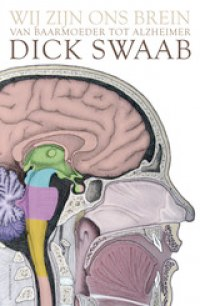 WIJ ZIJN ONS BREIN
VAN BAARMOEDER TOT ALZHEIMER
DICK SWAAB